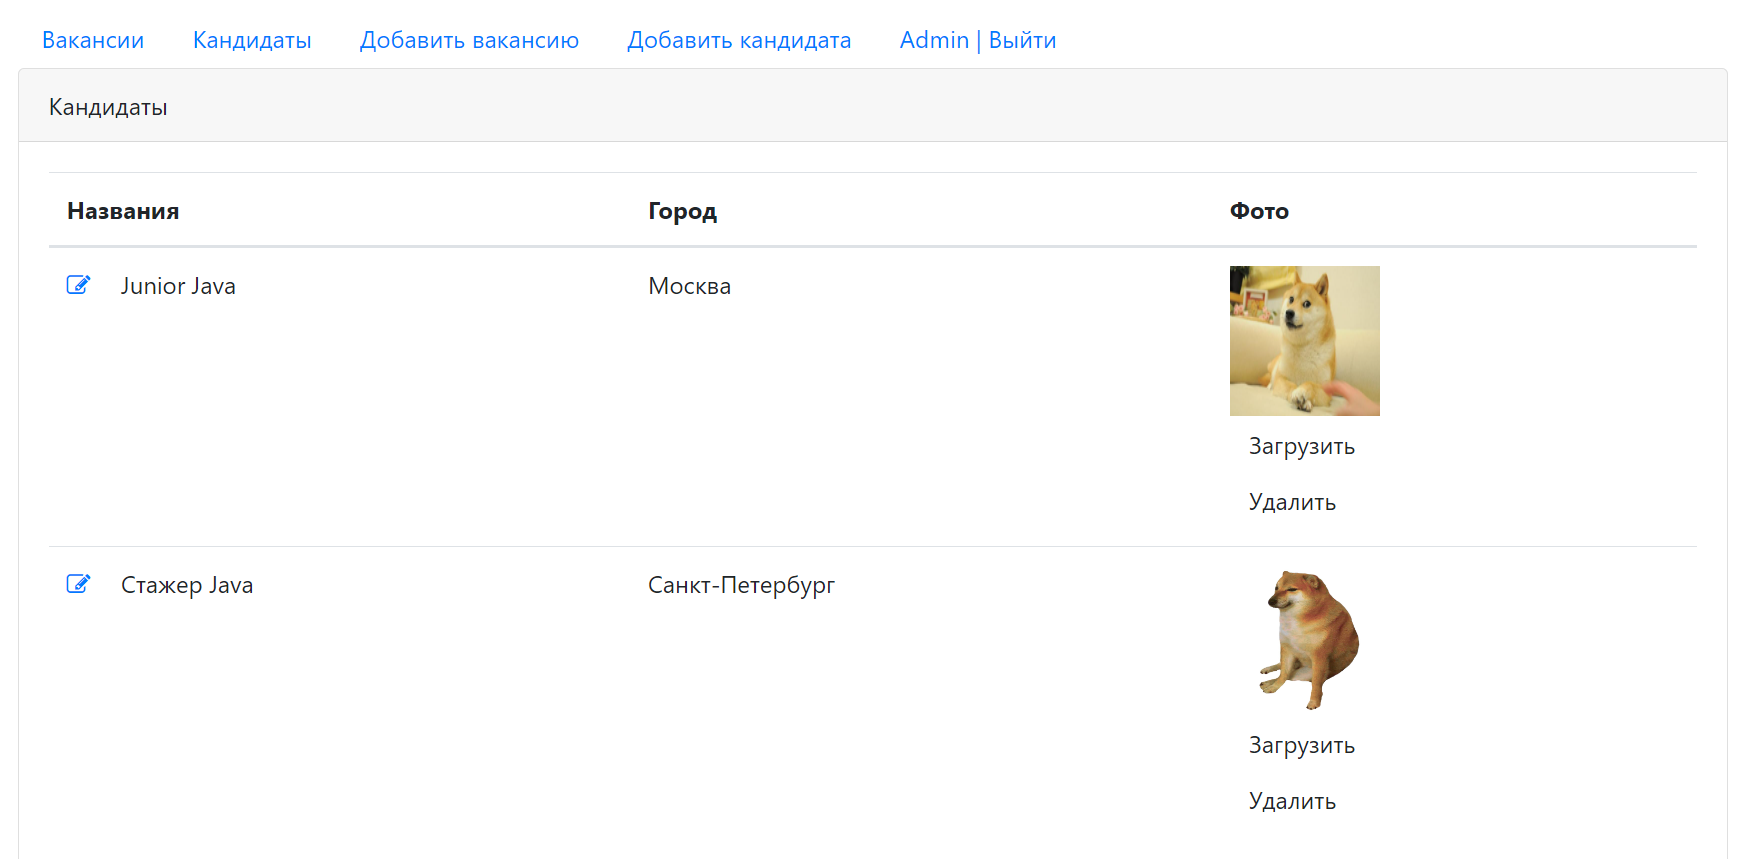 Вакансии Кандидаты Добавить вакансию Добавить кандидата Admin | Выйти
Кандидаты
Названия Город Фото
Junior Java Москва
Загрузить
Удалить
Стажер Java Санкт-Петербург
Загрузить
Удалить